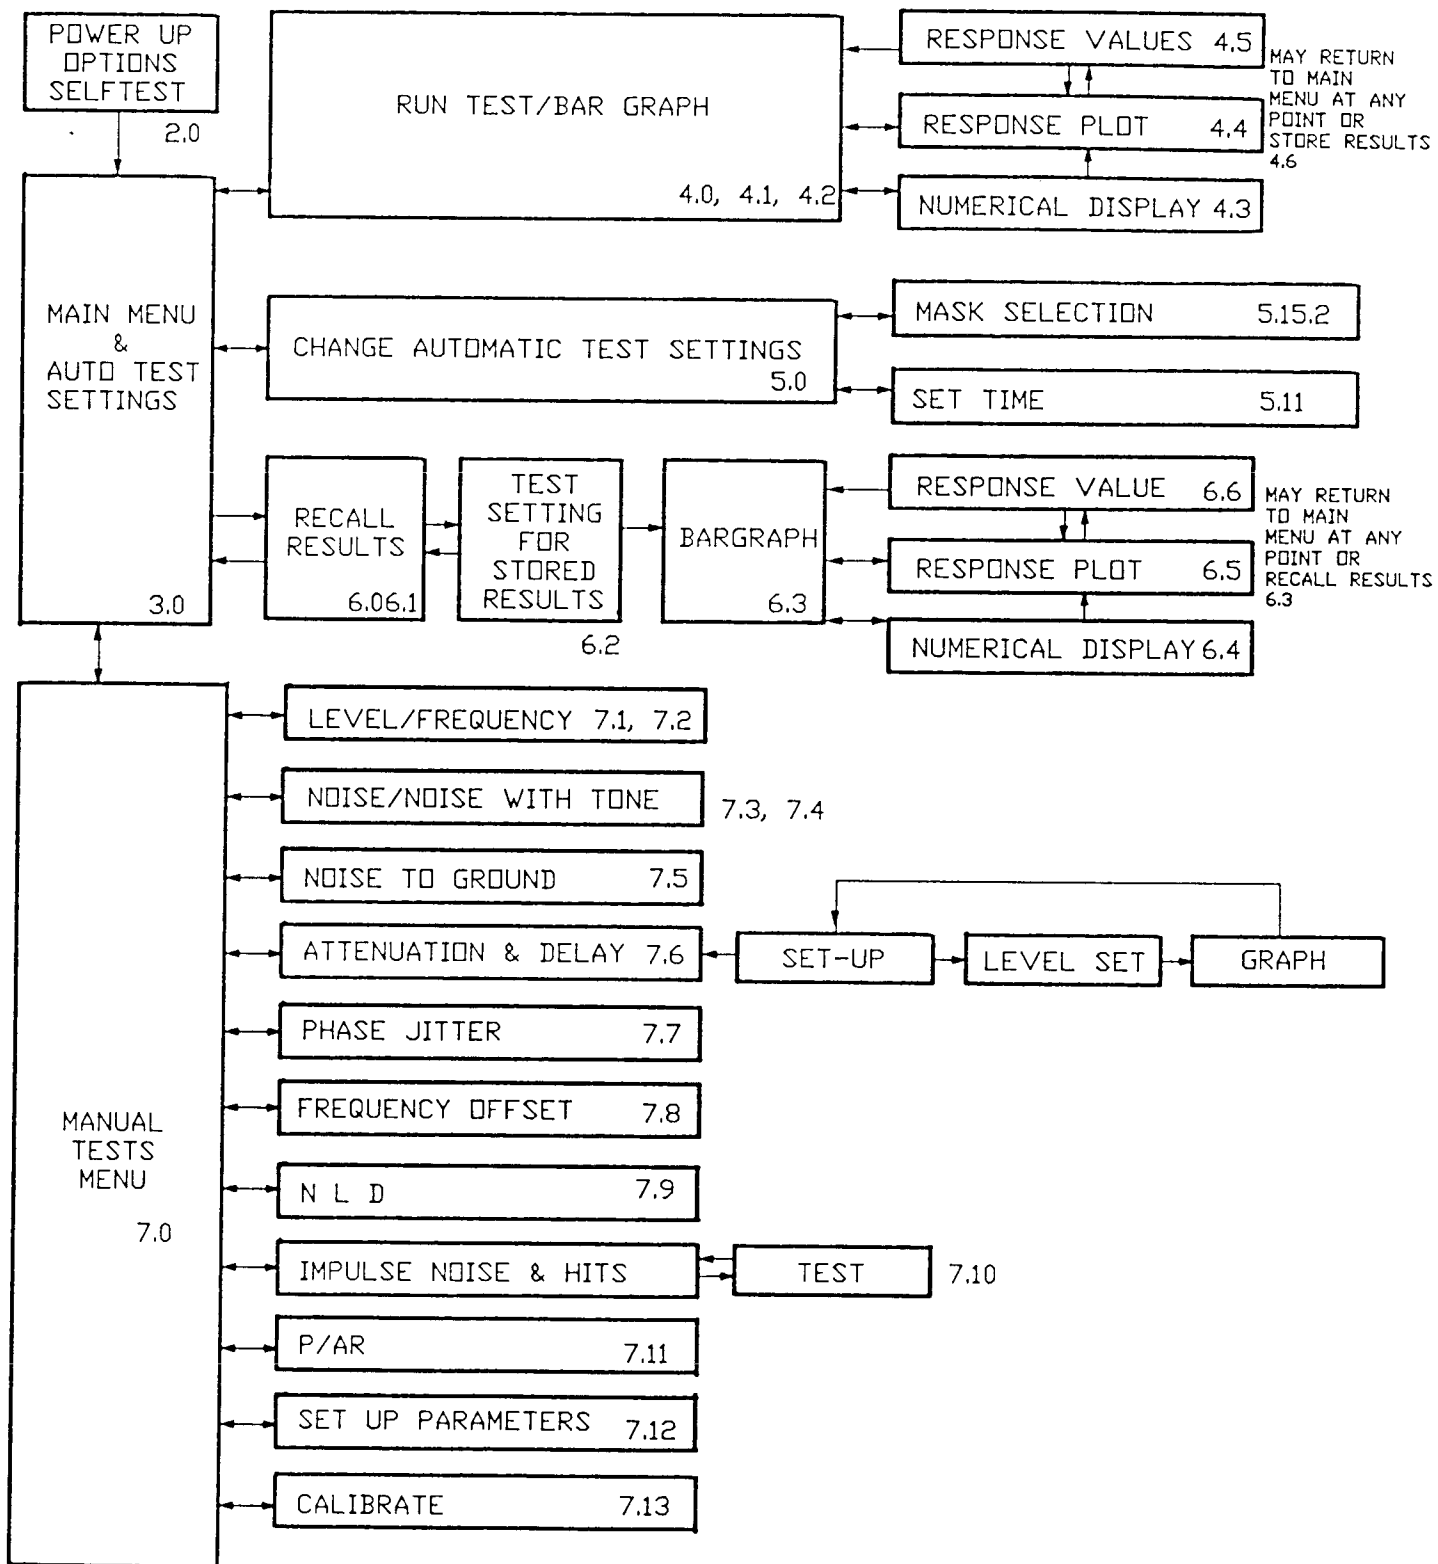 POWER UP
OPTIONS
SELFTEST
2.0
RUN TEST/BAR GRAPH
4.0, 4.1, 4.2
RESPONSE VALUES 4.5
RESPONSE PLOT 4.4
NUMERICAL DISPLAY 4.3
MAY RETURN
TO MAIN
MENU AT ANY
POINT OR
STORE RESULTS
4.6
MAIN MENU
&
AUTO TEST
SETTINGS
3.0
CHANGE AUTOMATIC TEST SETTINGS
5.0
MASK SELECTION 5.15.2
SET TIME 5.11
RECALL
RESULTS
6.06.1
TEST
SETTING
FOR
STORED
RESULTS
6.2
BARGRAPH
6.3
RESPONSE VALUE 6.6
RESPONSE PLOT 6.5
NUMERICAL DISPLAY 6.4
MAY RETURN
TO MAIN
MENU AT ANY
POINT OR
RECALL RESULTS
6.3
MANUAL
TESTS
MENU
7.0
LEVEL/FREQUENCY 7.1, 7.2
NOISE/NOISE WITH TONE 7.3, 7.4
NOISE TO GROUND 7.5
ATTENUATION & DELAY 7.6
SET-UP
LEVEL SET
GRAPH
PHASE JITTER 7.7
FREQUENCY OFFSET 7.8
N L D 7.9
IMPULSE NOISE & HITS
TEST
7.10
P/AR 7.11
SET UP PARAMETERS 7.12
CALIBRATE 7.13